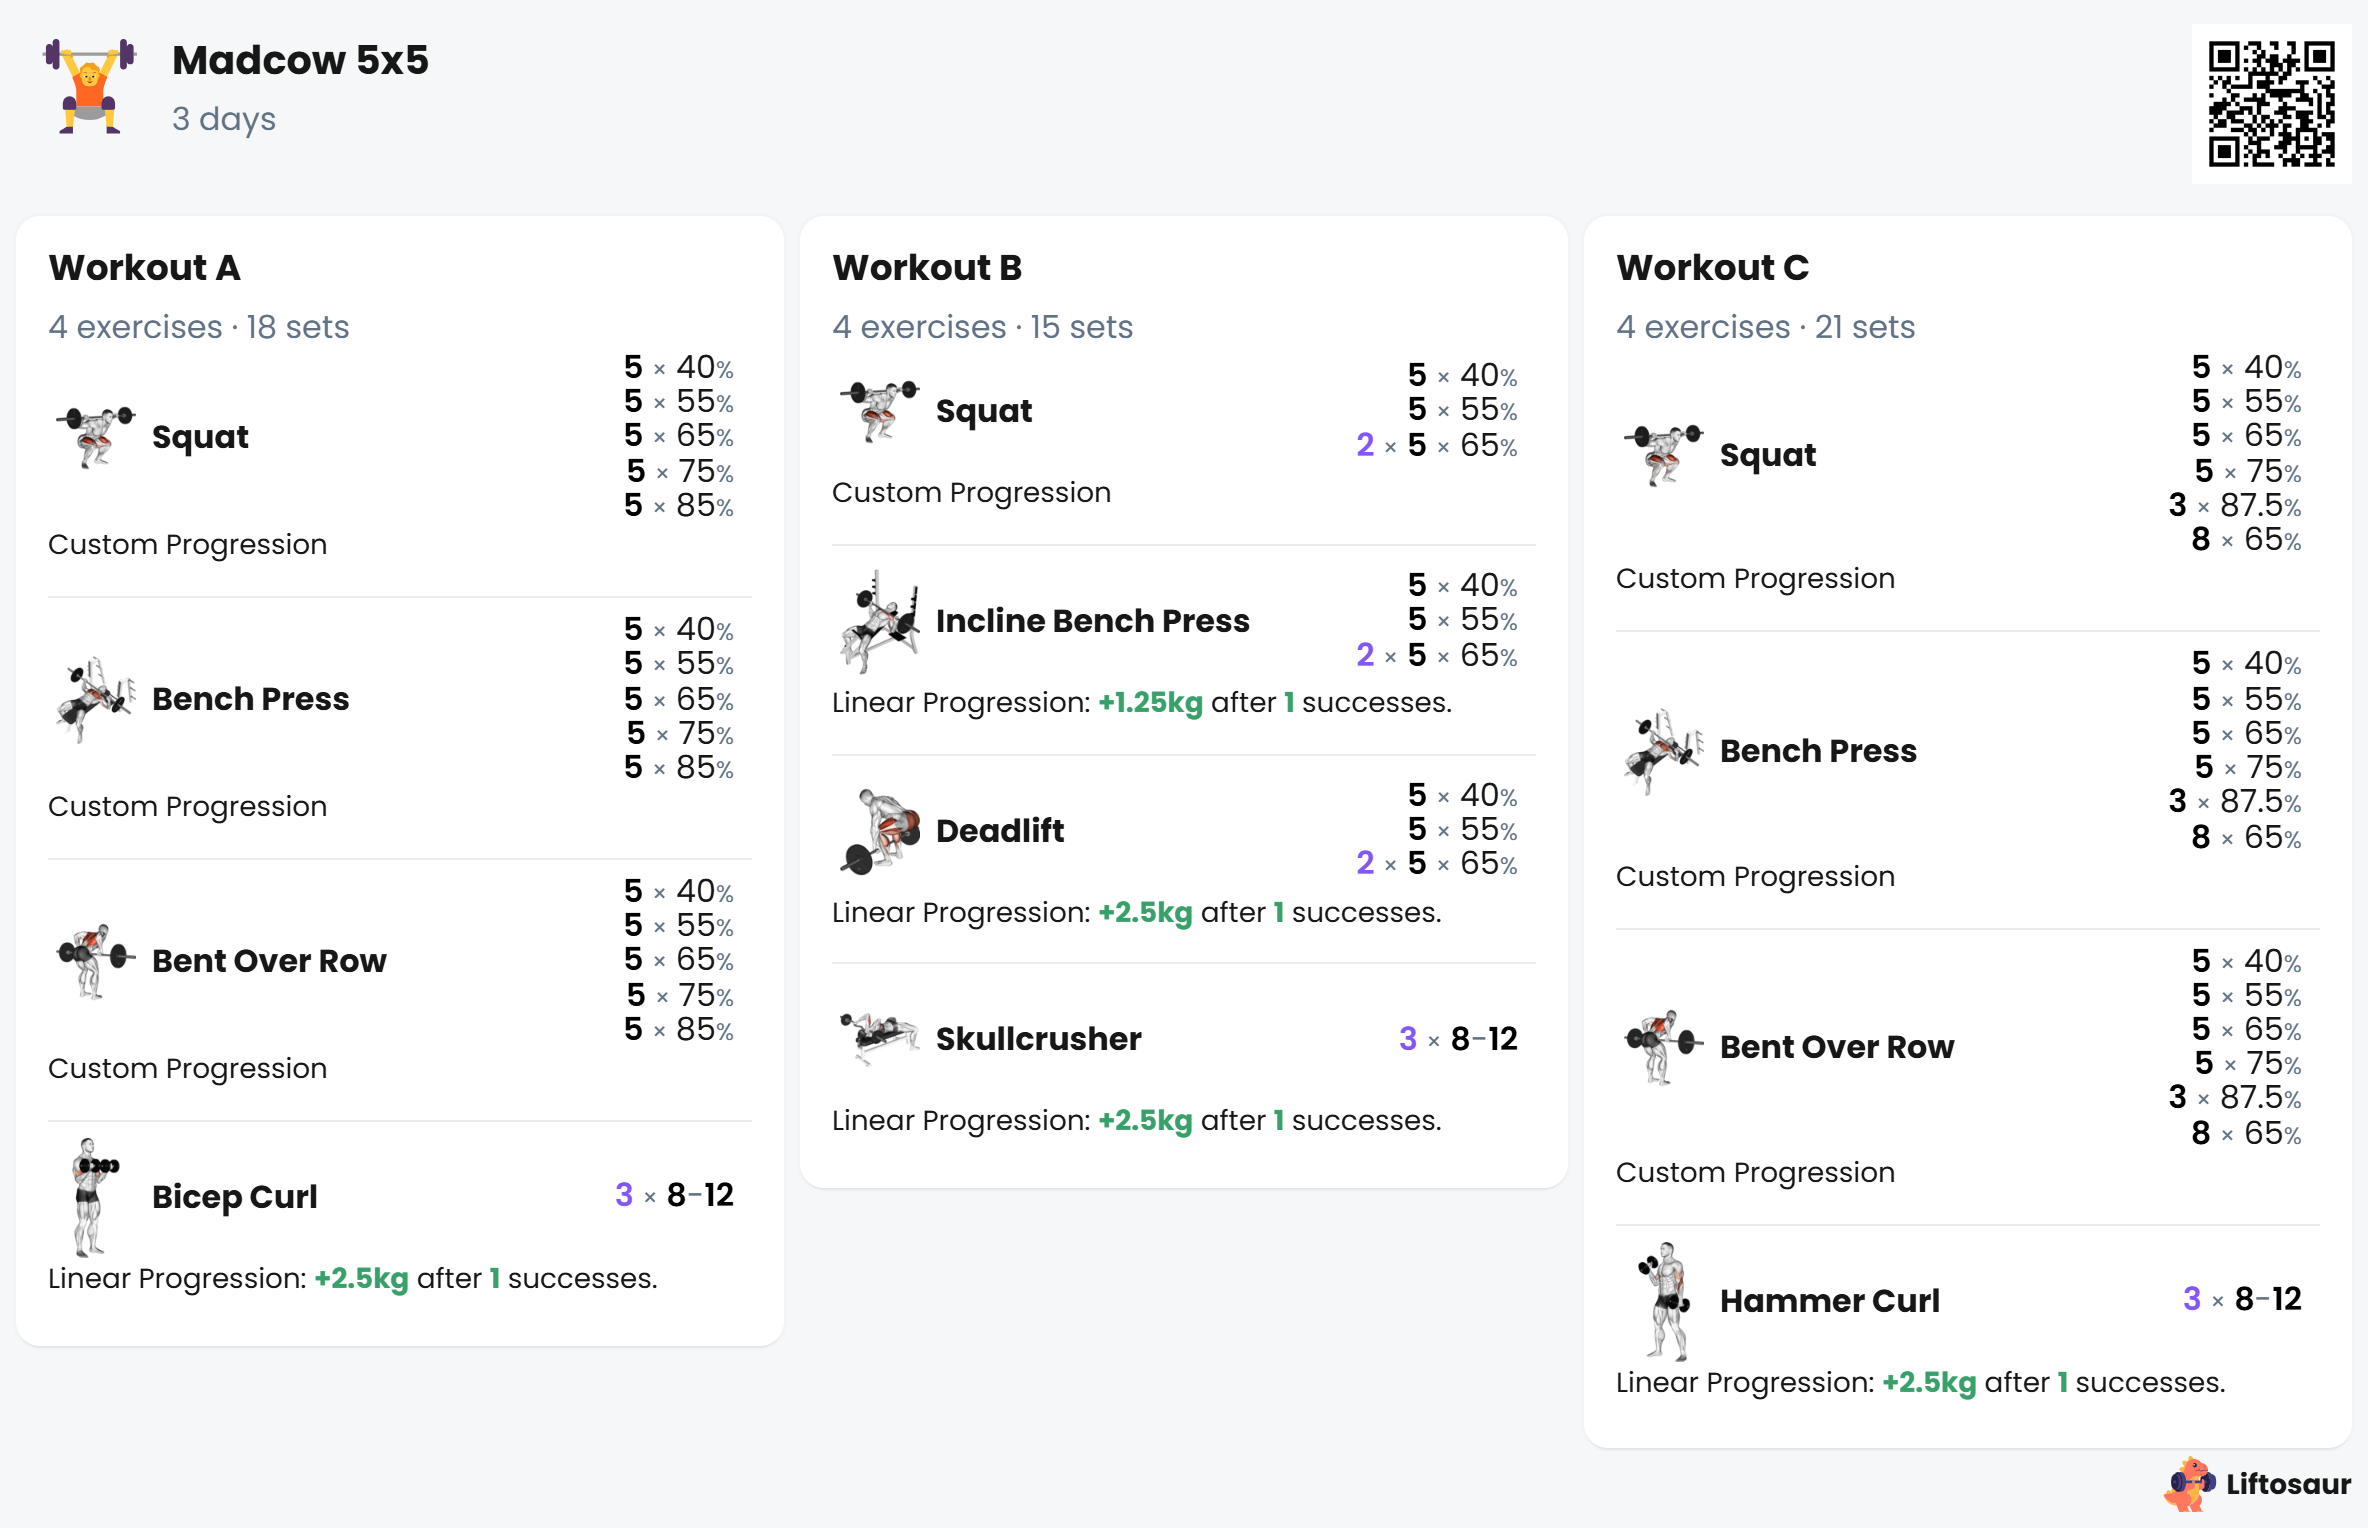 Madcow 5x5
3 days
Workout A
4 exercises · 18 sets
Squat
5 × 40%
5 × 55%
5 × 65%
5 × 75%
5 × 85%
Custom Progression
Bench Press
5 × 40%
5 × 55%
5 × 65%
5 × 75%
5 × 85%
Custom Progression
Bent Over Row
5 × 40%
5 × 55%
5 × 65%
5 × 75%
5 × 85%
Custom Progression
Bicep Curl
3 × 8-12
Linear Progression: +2.5kg after 1 successes.
Workout B
4 exercises · 15 sets
Squat
5 × 40%
5 × 55%
2 × 5 × 65%
Custom Progression
Incline Bench Press
5 × 40%
5 × 55%
2 × 5 × 65%
Linear Progression: +1.25kg after 1 successes.
Deadlift
5 × 40%
5 × 55%
2 × 5 × 65%
Linear Progression: +2.5kg after 1 successes.
Skullcrusher
3 × 8-12
Linear Progression: +2.5kg after 1 successes.
Workout C
4 exercises · 21 sets
Squat
5 × 40%
5 × 55%
5 × 65%
5 × 75%
3 × 87.5%
8 × 65%
Custom Progression
Bench Press
5 × 40%
5 × 55%
5 × 65%
5 × 75%
3 × 87.5%
8 × 65%
Custom Progression
Bent Over Row
5 × 40%
5 × 55%
5 × 65%
5 × 75%
3 × 87.5%
8 × 65%
Custom Progression
Hammer Curl
3 × 8-12
Linear Progression: +2.5kg after 1 successes.
Liftosaur